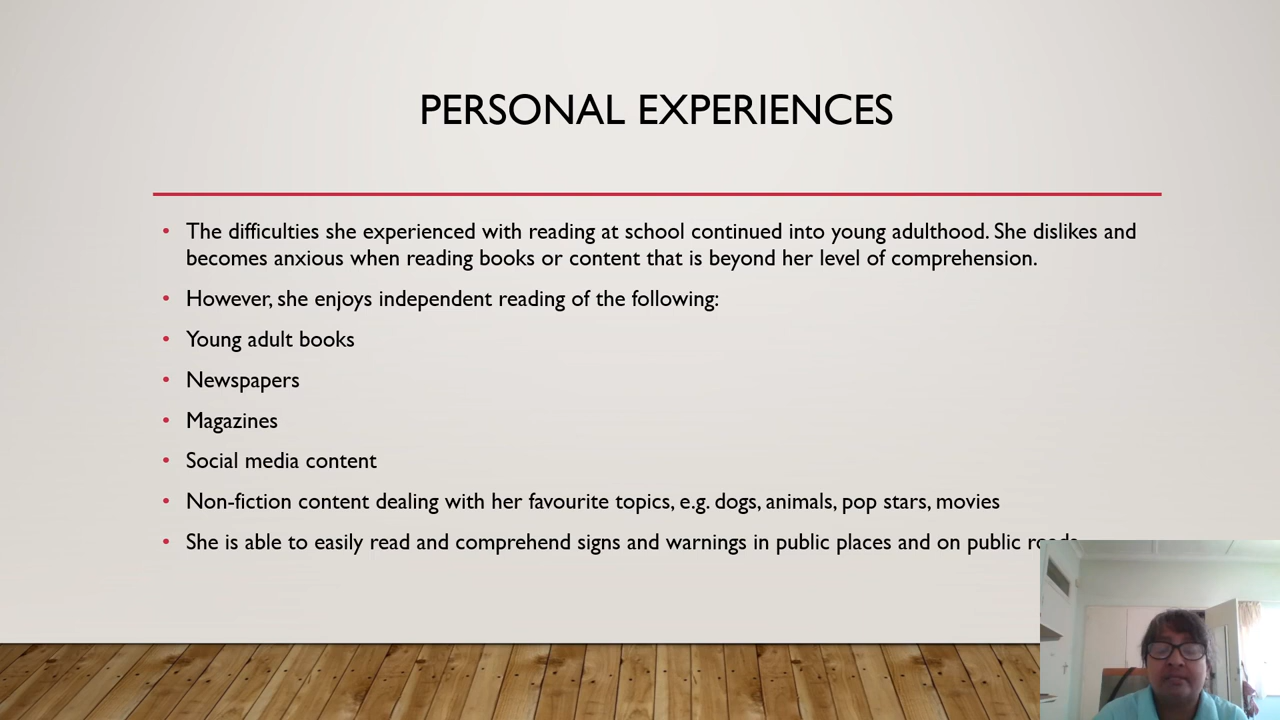 PERSONAL EXPERIENCES
• The difficulties she experienced with reading at school continued into young adulthood. She dislikes and
becomes anxious when reading books or content that is beyond her level of comprehension.
• However, she enjoys independent reading of the following:
• Young adult books
• Newspapers
• Magazines
• Social media content
• Non-fiction content dealing with her favourite topics, e.g. dogs, animals, pop stars, movies
• She is able to easily read and comprehend signs and warnings in public places and on public roads